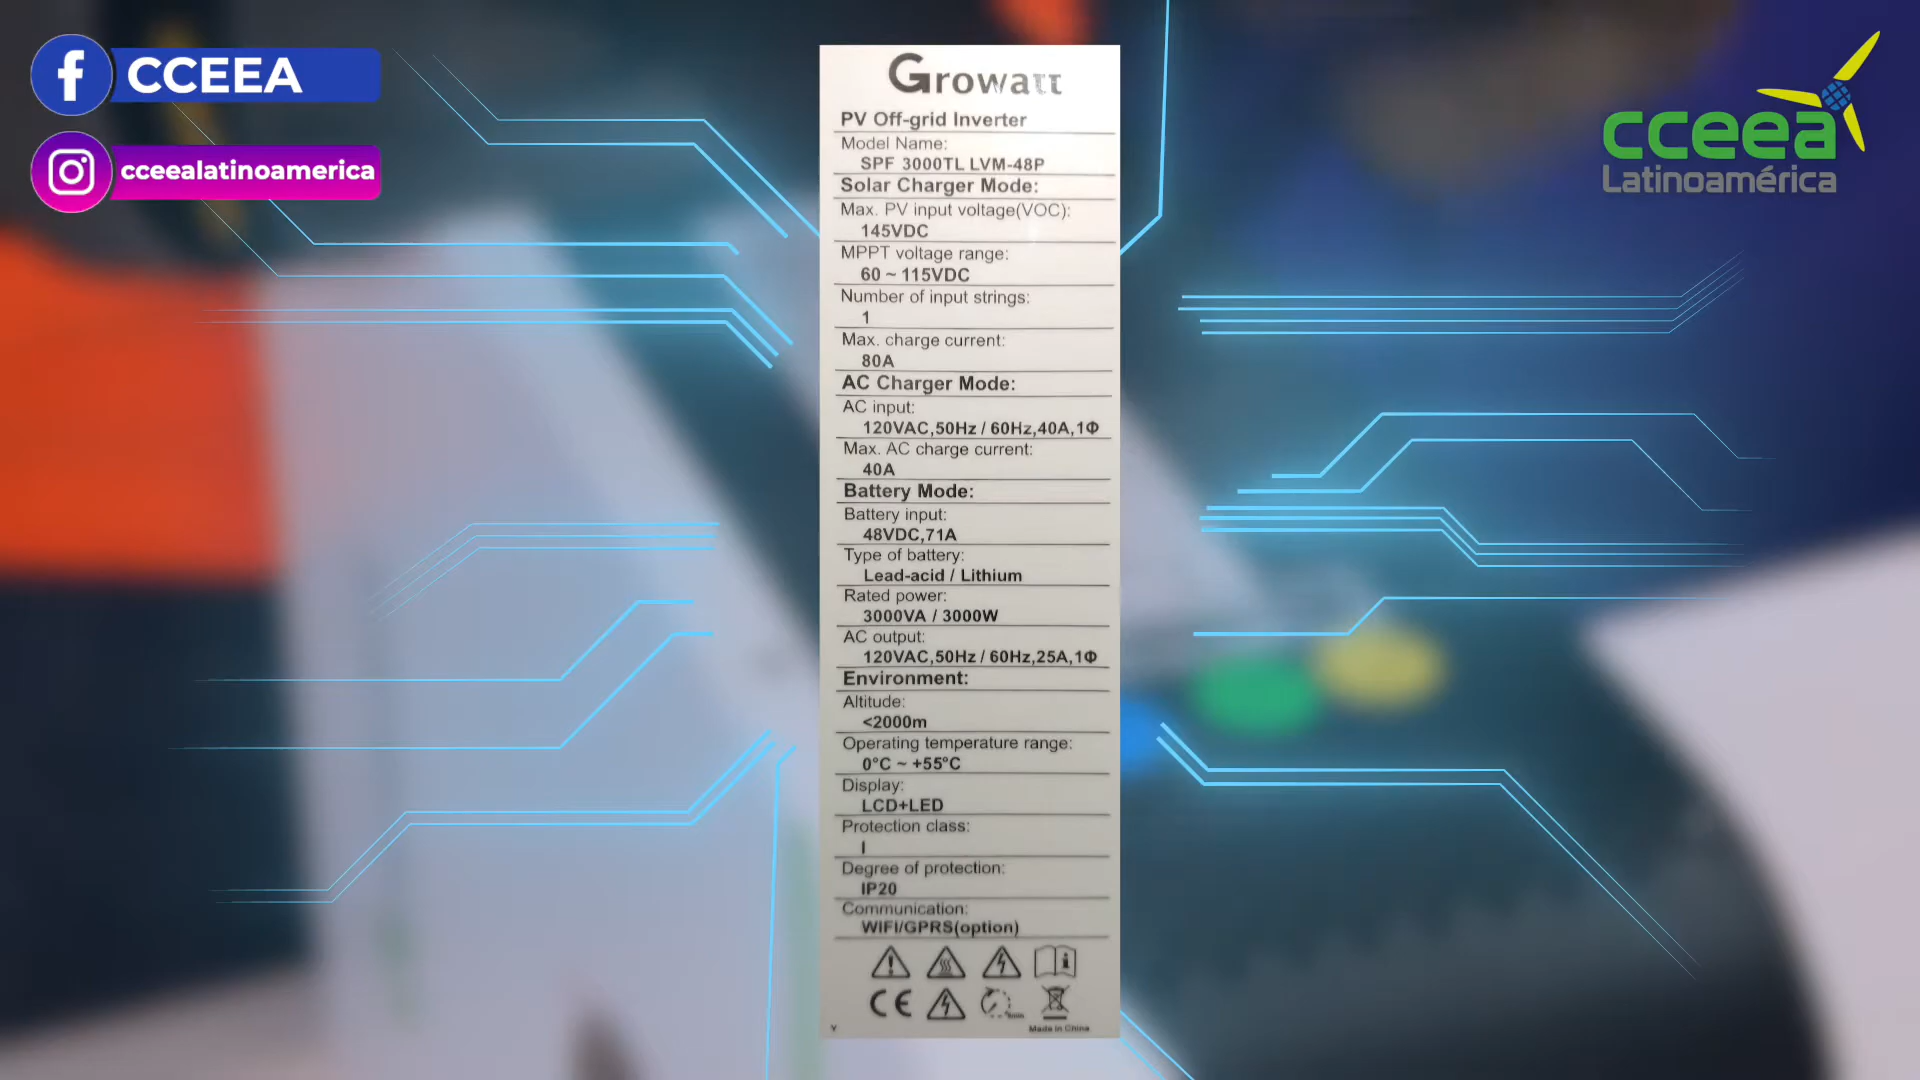 CCEEA
ccealatinoamerica
cceea
Latinoamérica
Growatt
PV Off-grid Inverter
Model Name:
SPF 3000TL LVM-48P
Solar Charger Mode:
Max. PV input voltage(VOC):
145VDC
MPPT voltage range:
60 ~ 115VDC
Number of input strings:
1
Max. charge current:
80A
AC Charger Mode:
AC input:
120VAC,50Hz / 60Hz,40A,1Φ
Max. AC charge current:
40A
Battery Mode:
Battery input:
48VDC,71A
Type of battery:
Lead-acid / Lithium
Rated power:
3000VA / 3000W
AC output:
120VAC,50Hz / 60Hz,25A,1Φ
Environment:
Altitude:
<2000m
Operating temperature range:
0°C ~ +55°C
Display:
LCD+LED
Protection class:
I
Degree of protection:
IP20
Communication:
WIFI/GPRS(option)
CE
Y
Made in China